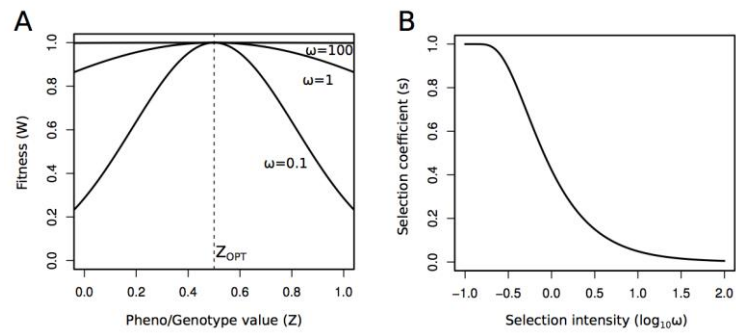 A
Fitness (W)
1.0
0.8
0.6
0.4
0.2
0.0
ω=100
ω=1
ω=0.1
Z_OPT
0.0 0.2 0.4 0.6 0.8 1.0
Pheno/Genotype value (Z)
B
Selection coefficient (s)
1.0
0.8
0.6
0.4
0.2
0.0
-1.0 -0.5 0.0 0.5 1.0 1.5 2.0
Selection intensity (log₁₀ω)